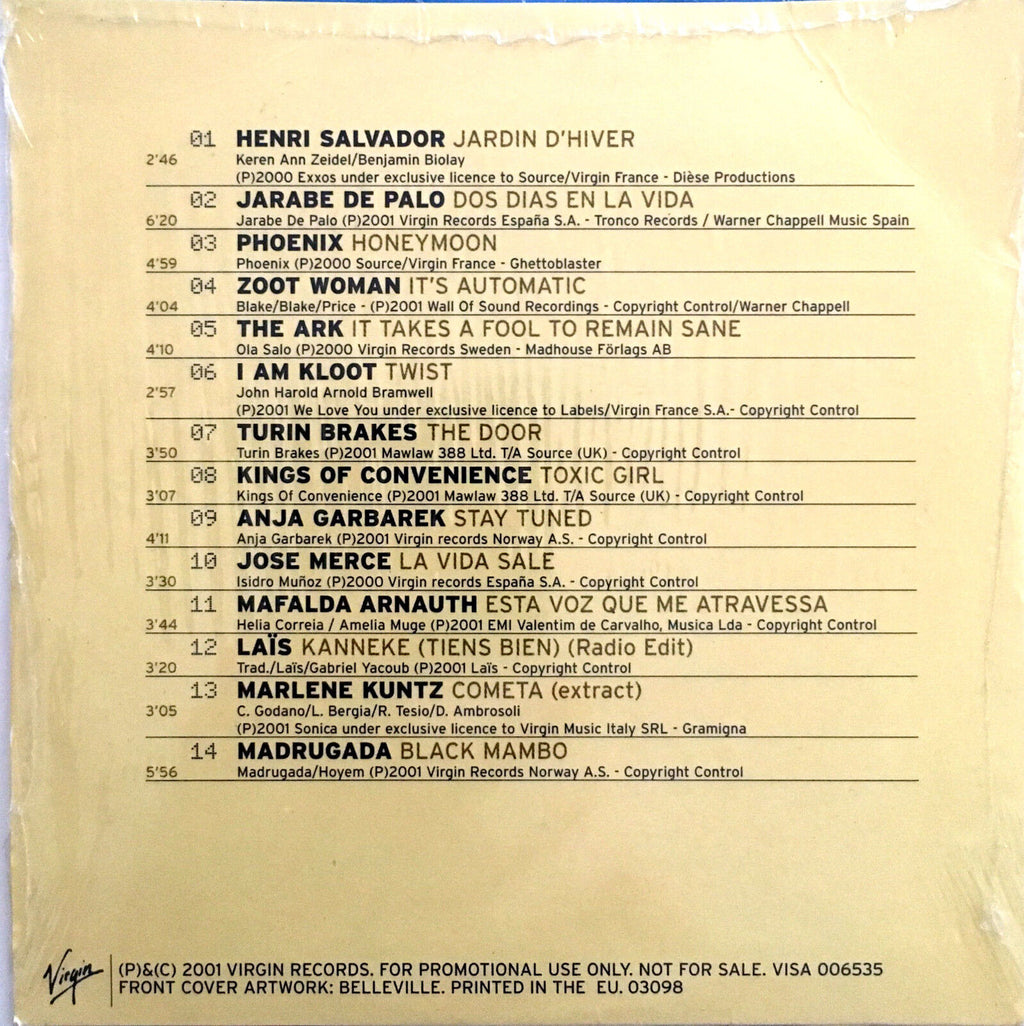 01 HENRI SALVADOR JARDIN D'HIVER
2'46 Keren Ann Zeidel/Benjamin Biolay
(P)2000 Exxos under exclusive licence to Source/Virgin France - Dièse Productions
02 JARABE DE PALO DOS DIAS EN LA VIDA
6'20 Jarabe De Palo (P)2001 Virgin Records España S.A. - Tronco Records / Warner Chappell Music Spain
03 PHOENIX HONEYMOON
4'59 Phoenix (P)2000 Source/Virgin France - Ghettoblaster
04 ZOOT WOMAN IT'S AUTOMATIC
4'04 Blake/Blake/Price - (P)2001 Wall Of Sound Recordings - Copyright Control/Warner Chappell
05 THE ARK IT TAKES A FOOL TO REMAIN SANE
4'10 Ola Salo (P)2000 Virgin Records Sweden - Madhouse Förlags AB
06 I AM KLOOT TWIST
2'57 John Harold Arnold Bramwell
(P)2001 We Love You under exclusive licence to Labels/Virgin France S.A.- Copyright Control
07 TURIN BRAKES THE DOOR
3'50 Turin Brakes (P)2001 Mawlaw 388 Ltd. T/A Source (UK) - Copyright Control
08 KINGS OF CONVENIENCE TOXIC GIRL
3'07 Kings Of Convenience (P)2001 Mawlaw 388 Ltd. T/A Source (UK) - Copyright Control
09 ANJA GARBAREK STAY TUNED
4'11 Anja Garbarek (P)2001 Virgin records Norway A.S. - Copyright Control
10 JOSE MERCE LA VIDA SALE
3'30 Isidro Muñoz (P)2000 Virgin records España S.A. - Copyright Control
11 MAFALDA ARNAUTH ESTA VOZ QUE ME ATRAVESSA
3'44 Helia Correia / Amelia Muge (P)2001 EMI Valentim de Carvalho, Musica Lda - Copyright Control
12 LAÏS KANNEKE (TIENS BIEN) (Radio Edit)
3'20 Trad./Laïs/Gabriel Yacoub (P)2001 Laïs - Copyright Control
13 MARLENE KUNTZ COMETA (extract)
3'05 C. Godano/L. Bergia/R. Tesio/D. Ambrosoli
(P)2001 Sonica under exclusive licence to Virgin Music Italy SRL - Gramigna
14 MADRUGADA BLACK MAMBO
5'56 Madrugada/Hoyem (P)2001 Virgin Records Norway A.S. - Copyright Control
Virgin
(P)&(C) 2001 VIRGIN RECORDS. FOR PROMOTIONAL USE ONLY. NOT FOR SALE. VISA 006535
FRONT COVER ARTWORK: BELLEVILLE. PRINTED IN THE EU. 03098